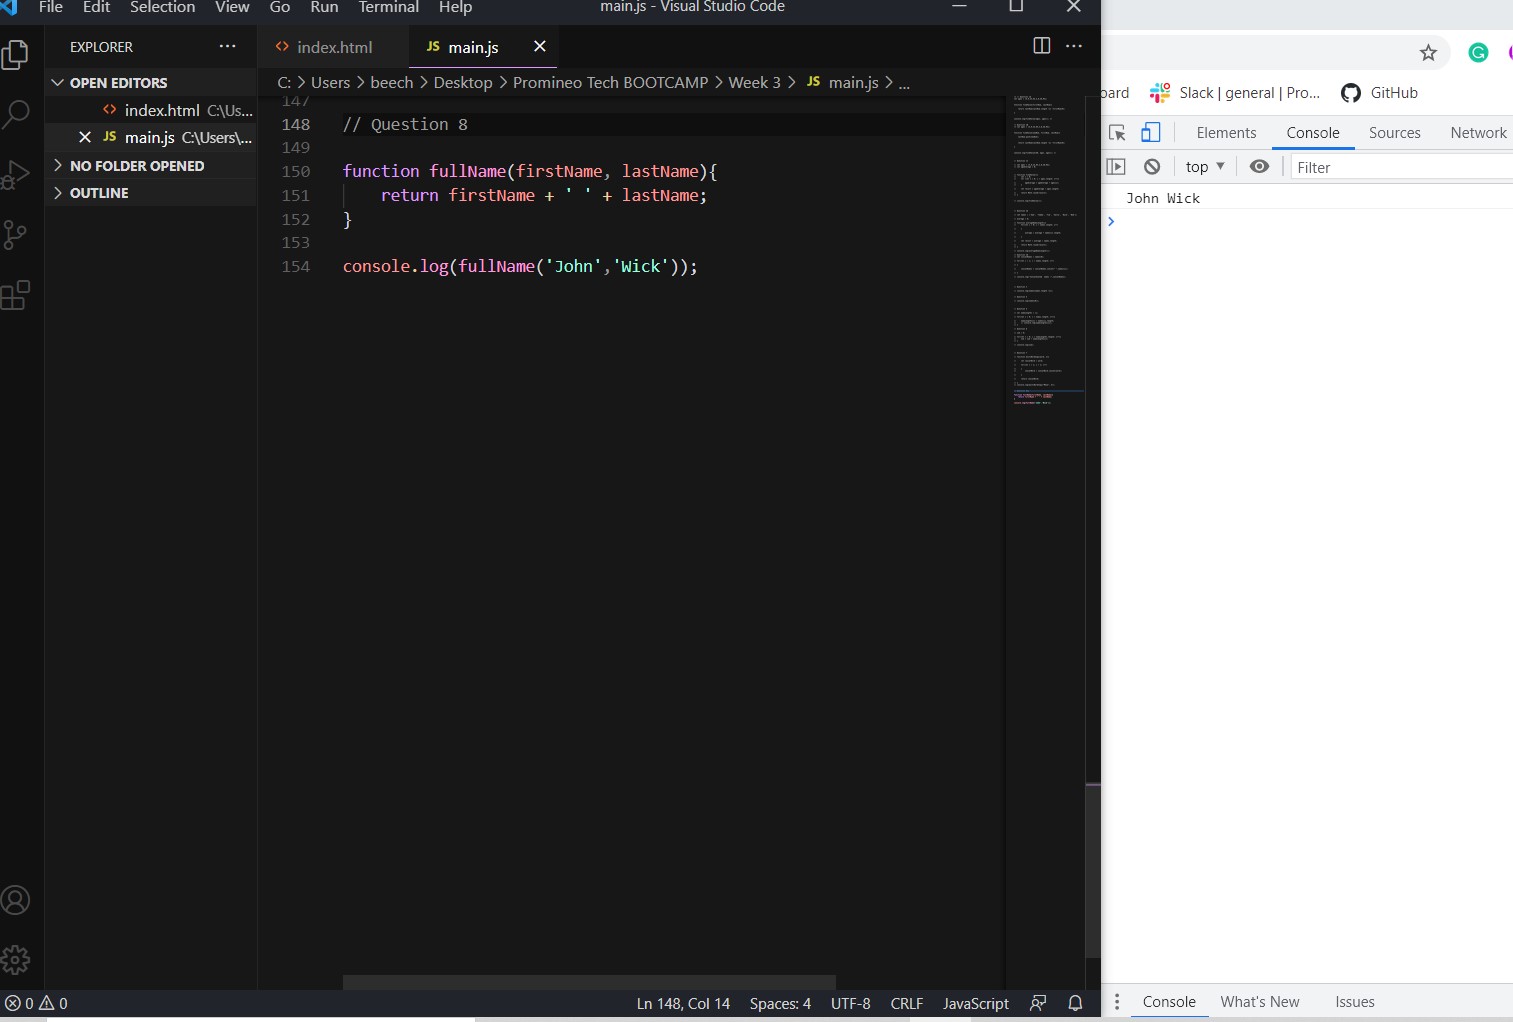 File Edit Selection View Go Run Terminal Help main.js - Visual Studio Code
EXPLORER
OPEN EDITORS
index.html C:\Us...
main.js C:\Users\...
NO FOLDER OPENED
OUTLINE
index.html JS main.js
C: > Users > beech > Desktop > Promineo Tech BOOTCAMP > Week 3 > JS main.js > ...
147
148 // Question 8
149
150 function fullName(firstName, lastName){
151 return firstName + ' ' + lastName;
152 }
153
154 console.log(fullName('John','Wick'));
0 0 Ln 148, Col 14 Spaces: 4 UTF-8 CRLF JavaScript
Slack | general | Pro... GitHub
Elements Console Sources Network
top Filter
John Wick
Console What's New Issues